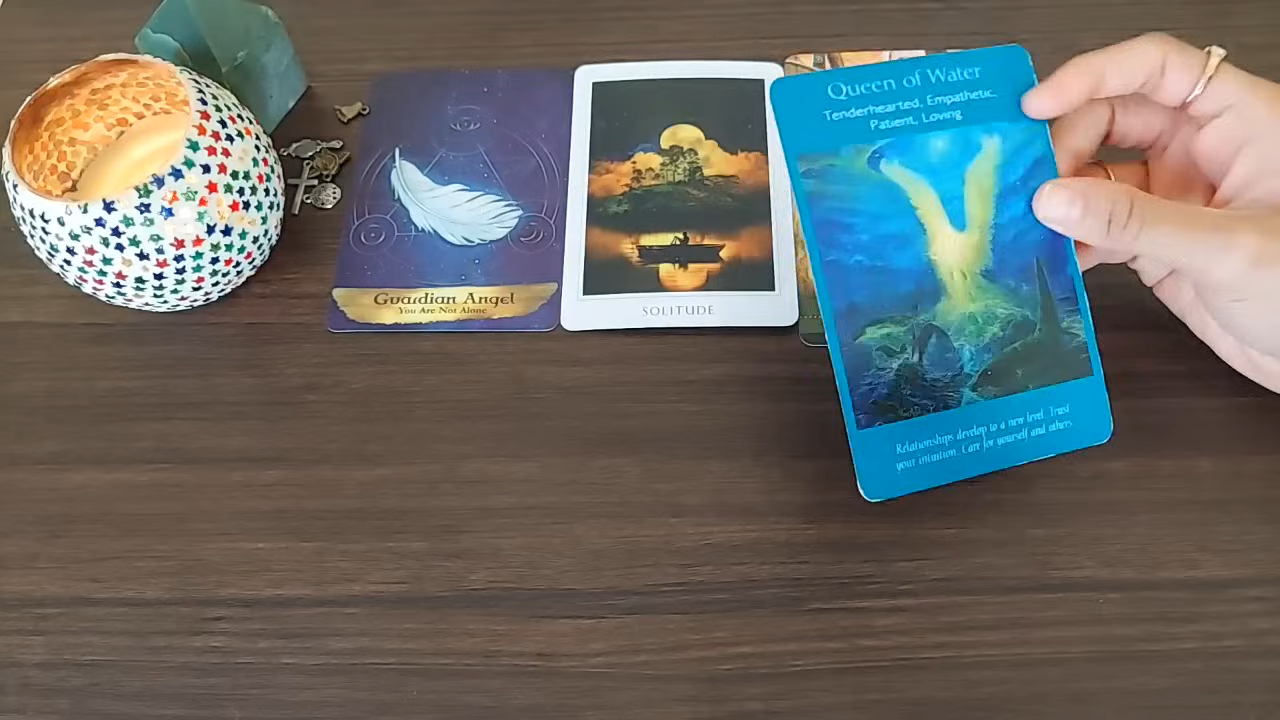 Guardian Angel
You Are Not Alone
SOLITUDE
Queen of Water
Tenderhearted, Empathetic,
Patient, Loving
Relationships develop to a new level. Trust
your intuition. Care for yourself and others.